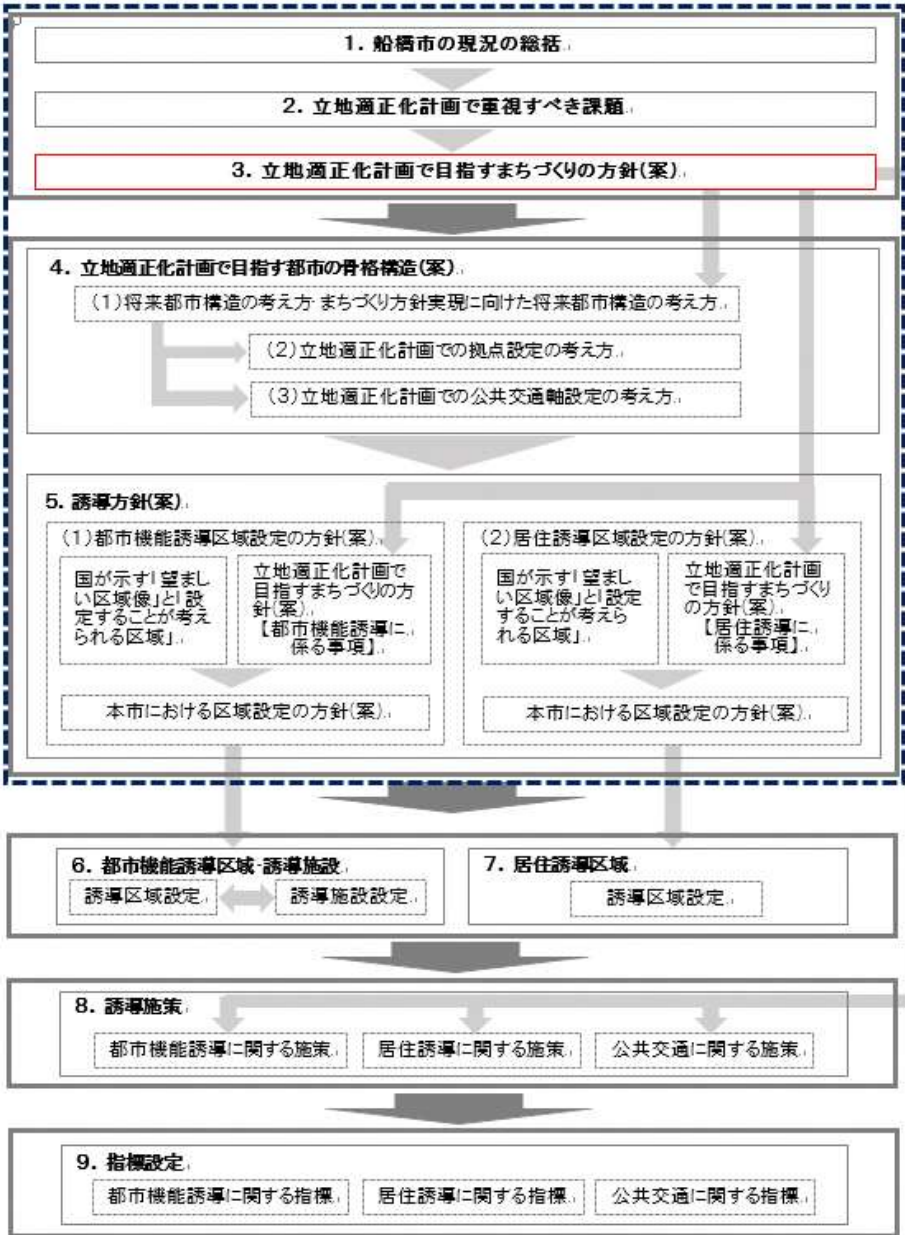 1. 船橋市の現況の総括
2. 立地適正化計画で重視すべき課題
3. 立地適正化計画で目指すまちづくりの方針(案)
4. 立地適正化計画で目指す都市の骨格構造(案)
(1)将来都市構造の考え方・まちづくり方針実現に向けた将来都市構造の考え方
(2)立地適正化計画での拠点設定の考え方
(3)立地適正化計画での公共交通軸設定の考え方
5. 誘導方針(案)
(1)都市機能誘導区域設定の方針(案)
国が示す「望まし
い区域像」と「設
定することが考え
られる区域」
立地適正化計画で
目指すまちづくりの方
針(案)
【都市機能誘導に
係る事項】
本市における区域設定の方針(案)
(2)居住誘導区域設定の方針(案)
国が示す「望まし
い区域像」と「設
定することが考え
られる区域」
立地適正化計画
で目指すまちづくり
の方針(案)
【居住誘導に
係る事項】
本市における区域設定の方針(案)
6. 都市機能誘導区域・誘導施設
誘導区域設定
誘導施設設定
7. 居住誘導区域
誘導区域設定
8. 誘導施策
都市機能誘導に関する施策
居住誘導に関する施策
公共交通に関する施策
9. 指標設定
都市機能誘導に関する指標
居住誘導に関する指標
公共交通に関する指標